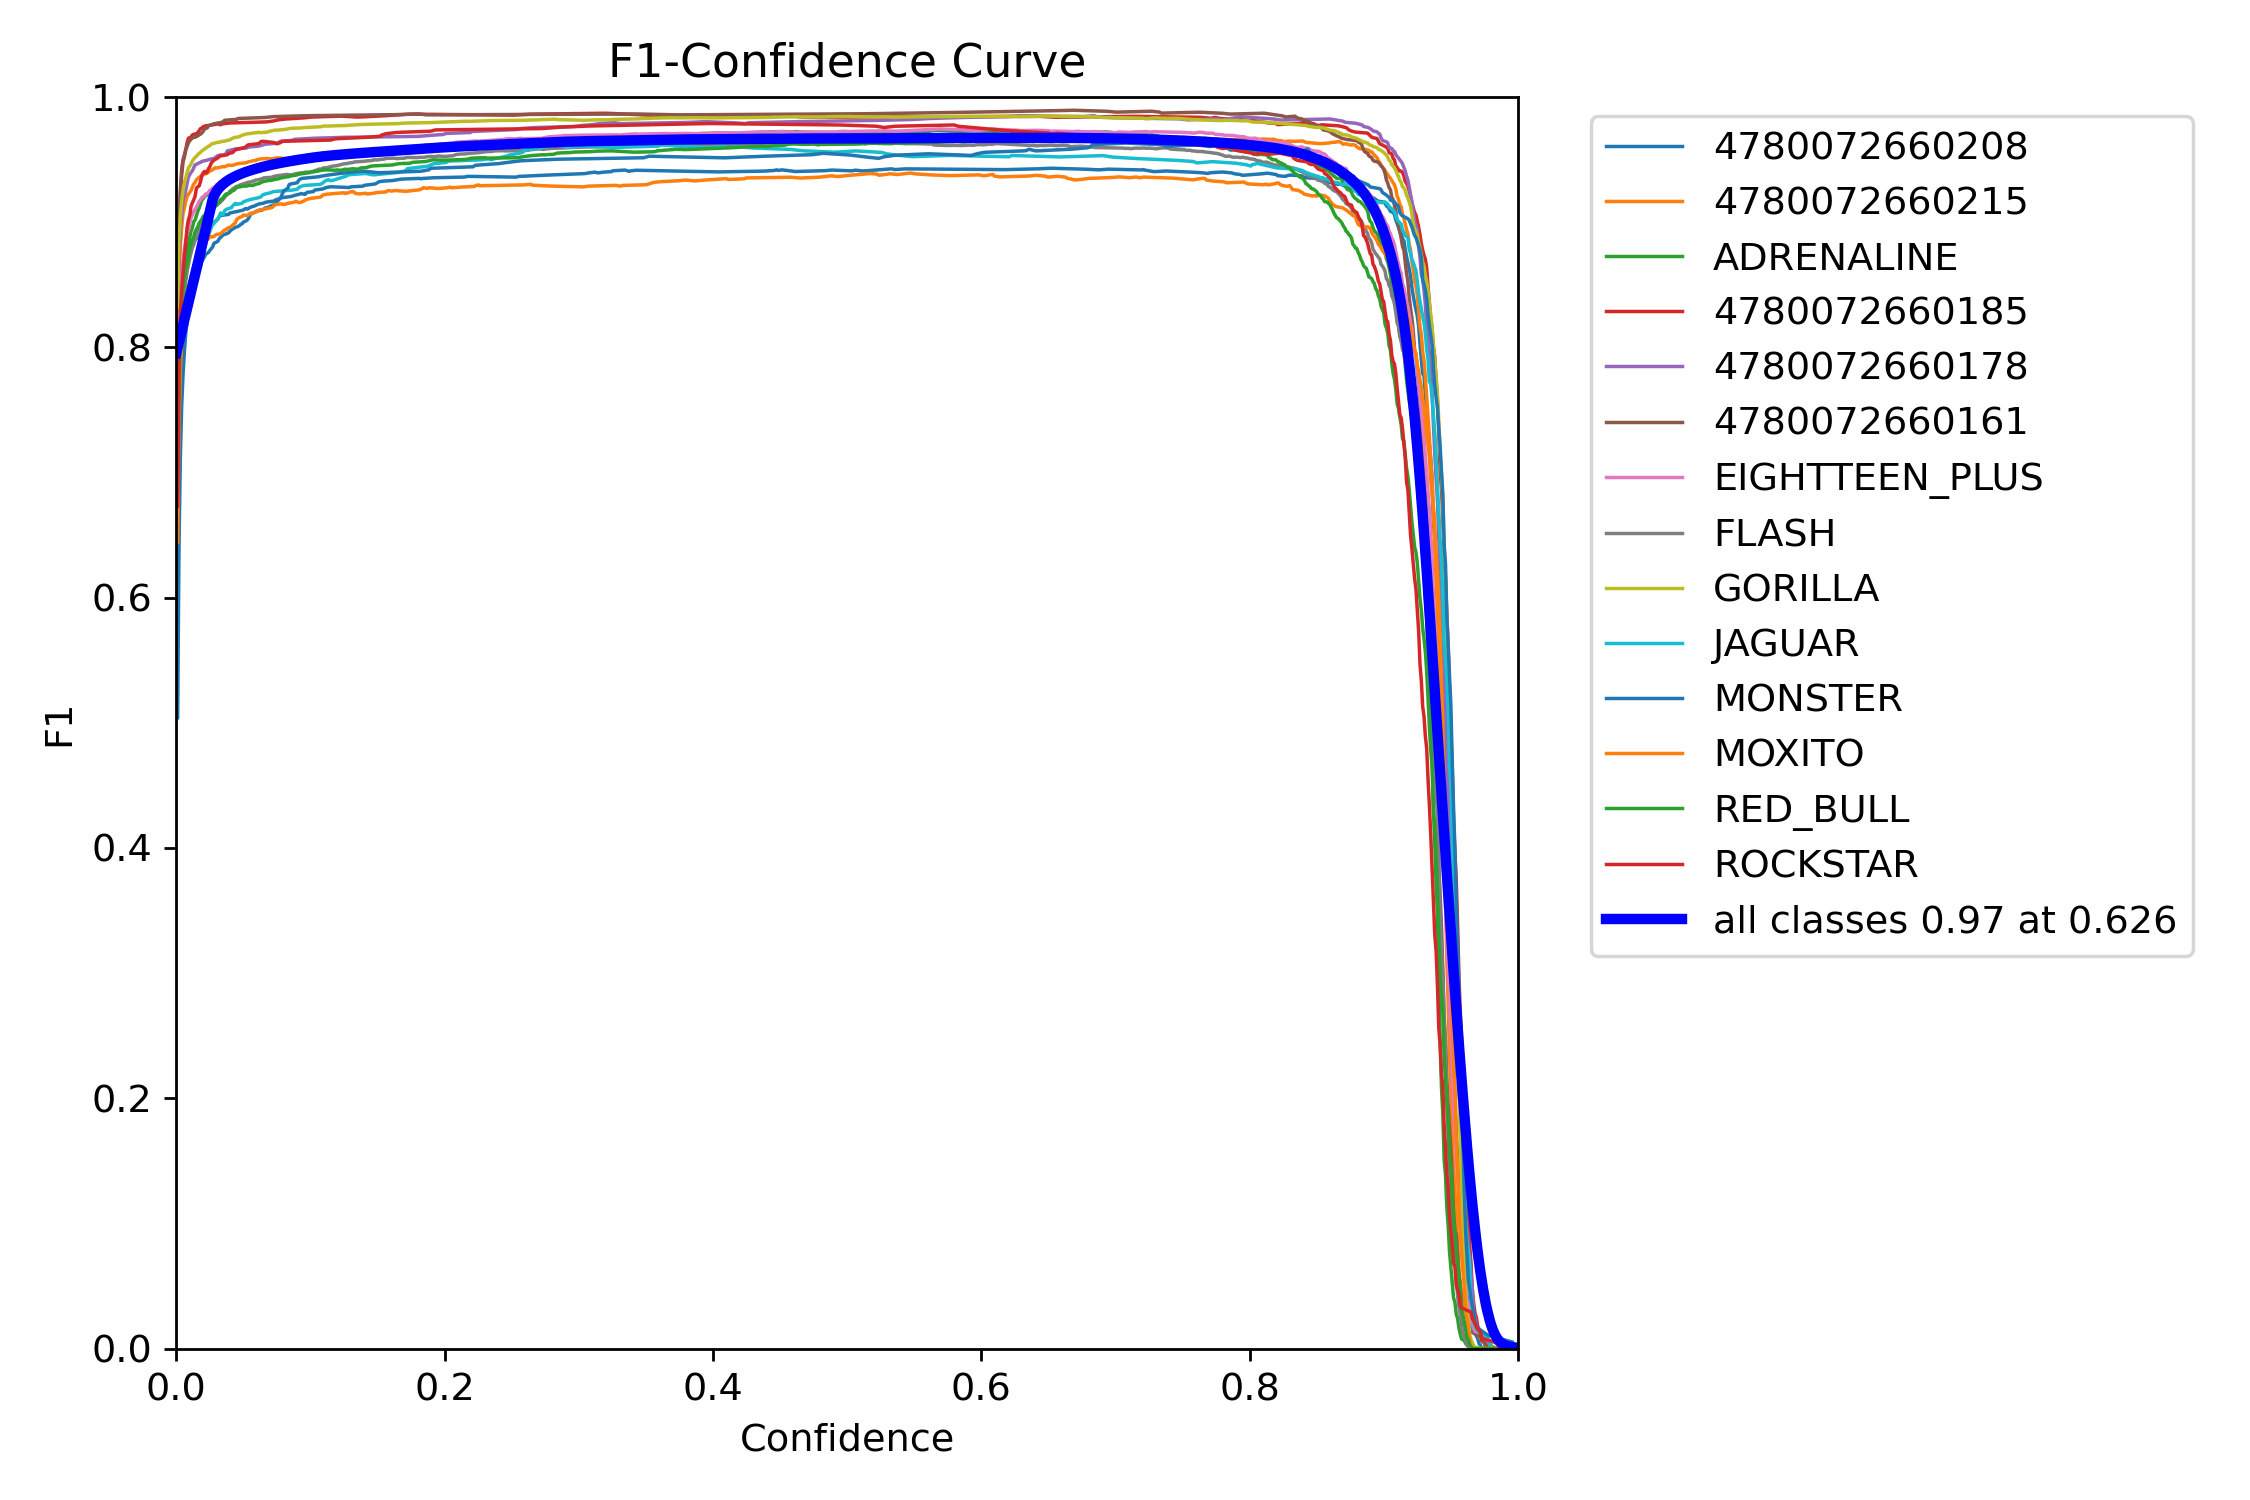 F1-Confidence Curve
1.0
0.8
0.6
0.4
0.2
0.0
F1
0.0 0.2 0.4 0.6 0.8 1.0
Confidence
4780072660208
4780072660215
ADRENALINE
4780072660185
4780072660178
4780072660161
EIGHTTEEN_PLUS
FLASH
GORILLA
JAGUAR
MONSTER
MOXITO
RED_BULL
ROCKSTAR
all classes 0.97 at 0.626